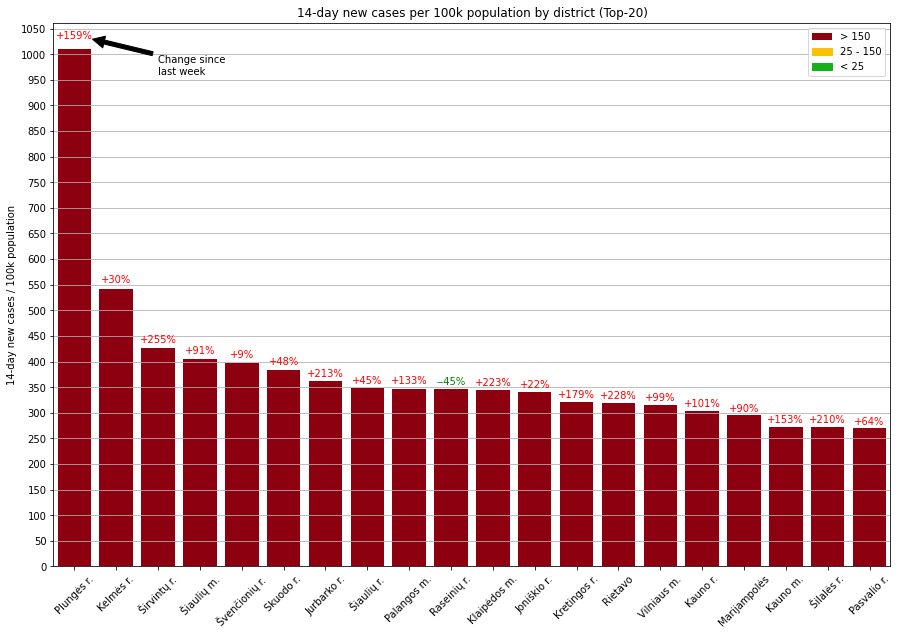 14-day new cases per 100k population by district (Top-20)
14-day new cases / 100k population
1050
1000
950
900
850
800
750
700
650
600
550
500
450
400
350
300
250
200
150
100
50
0
+159%
Change since
last week
> 150
25 - 150
< 25
+30%
+255%
+91%
+9%
+48%
+213%
+45%
+133%
−45%
+223%
+22%
+179%
+228%
+99%
+101%
+90%
+153%
+210%
+64%
Plungės r.
Kelmės r.
Širvintų r.
Šiaulių m.
Švenčionių r.
Skuodo r.
Jurbarko r.
Šiaulių r.
Palangos m.
Raseinių r.
Klaipėdos m.
Joniškio r.
Kretingos r.
Rietavo
Vilniaus m.
Kauno r.
Marijampolės
Kauno m.
Šilalės r.
Pasvalio r.